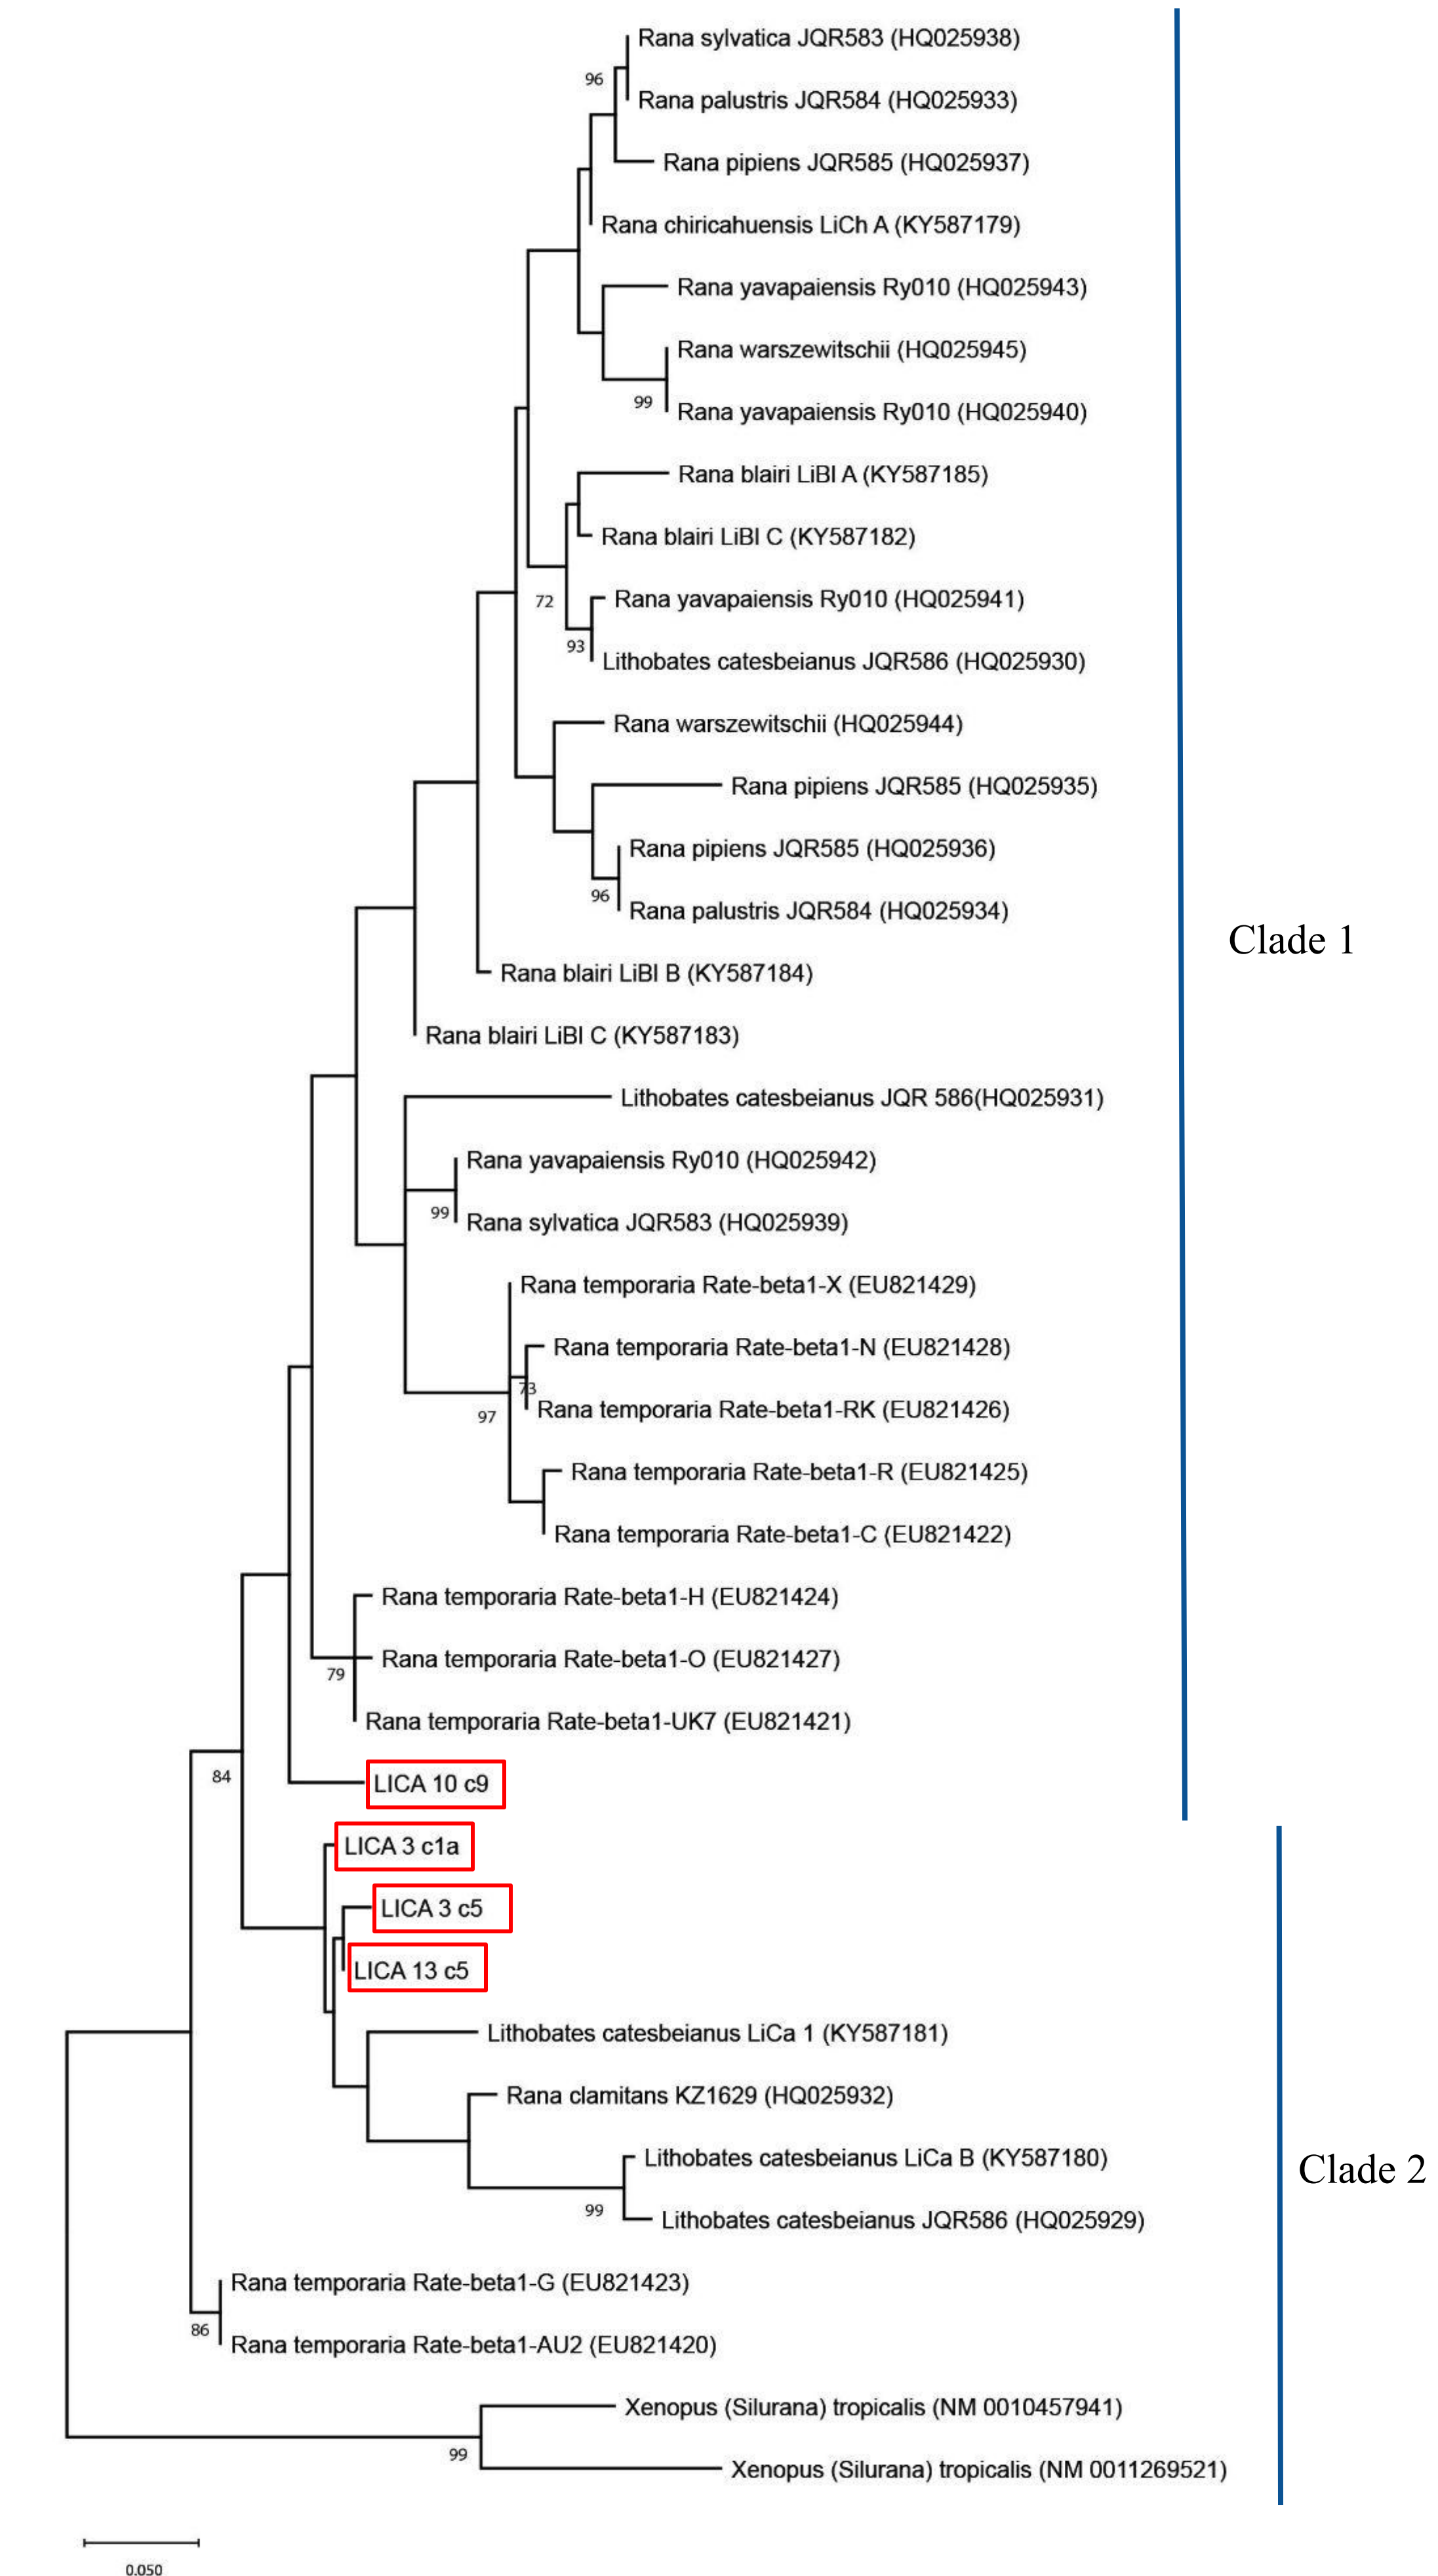 Rana sylvatica JQR583 (HQ025938)
96
Rana palustris JQR584 (HQ025933)
Rana pipiens JQR585 (HQ025937)
Rana chiricahuensis LiCh A (KY587179)
Rana yavapaiensis Ry010 (HQ025943)
Rana warszewitschii (HQ025945)
99
Rana yavapaiensis Ry010 (HQ025940)
Rana blairi LiBl A (KY587185)
Rana blairi LiBl C (KY587182)
72
Rana yavapaiensis Ry010 (HQ025941)
93
Lithobates catesbeianus JQR586 (HQ025930)
Rana warszewitschii (HQ025944)
Rana pipiens JQR585 (HQ025935)
Rana pipiens JQR585 (HQ025936)
96
Rana palustris JQR584 (HQ025934)
Clade 1
Rana blairi LiBl B (KY587184)
Rana blairi LiBl C (KY587183)
Lithobates catesbeianus JQR 586(HQ025931)
Rana yavapaiensis Ry010 (HQ025942)
99
Rana sylvatica JQR583 (HQ025939)
Rana temporaria Rate-beta1-X (EU821429)
Rana temporaria Rate-beta1-N (EU821428)
73
Rana temporaria Rate-beta1-RK (EU821426)
97
Rana temporaria Rate-beta1-R (EU821425)
Rana temporaria Rate-beta1-C (EU821422)
Rana temporaria Rate-beta1-H (EU821424)
Rana temporaria Rate-beta1-O (EU821427)
79
Rana temporaria Rate-beta1-UK7 (EU821421)
84
LICA 10 c9
LICA 3 c1a
LICA 3 c5
LICA 13 c5
Lithobates catesbeianus LiCa 1 (KY587181)
Rana clamitans KZ1629 (HQ025932)
Lithobates catesbeianus LiCa B (KY587180)
Clade 2
99
Lithobates catesbeianus JQR586 (HQ025929)
Rana temporaria Rate-beta1-G (EU821423)
86
Rana temporaria Rate-beta1-AU2 (EU821420)
Xenopus (Silurana) tropicalis (NM 0010457941)
99
Xenopus (Silurana) tropicalis (NM 0011269521)
0.050